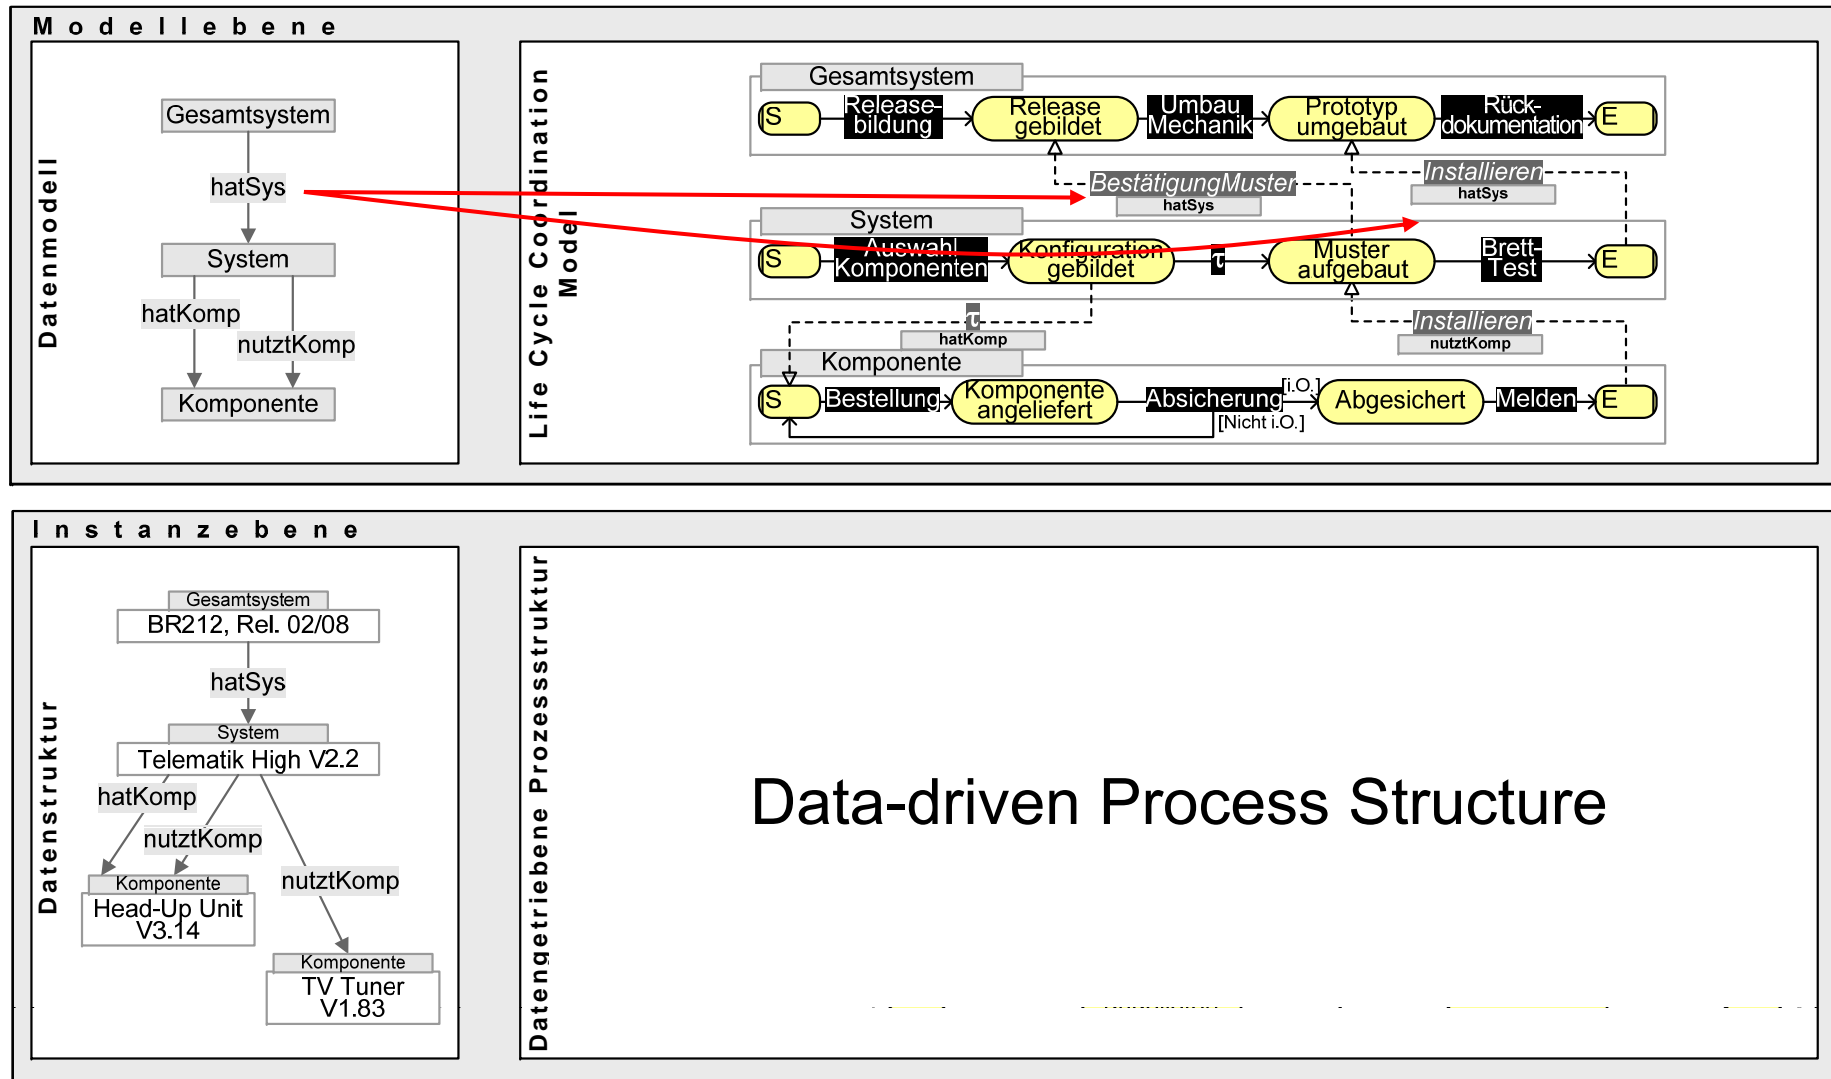 Modellebene
Datenmodell
Gesamtsystem
hatSys
System
hatKomp
nutztKomp
Komponente
Life Cycle Coordination
Model
Gesamtsystem
S
Release-
bildung
Release
gebildet
Umbau
Mechanik
Prototyp
umgebaut
Rück-
dokumentation
E
BestätigungMuster
hatSys
Installieren
hatSys
System
S
Auswahl
Komponenten
Konfiguration
gebildet
τ
Muster
aufgebaut
Brett-
Test
E
τ
hatKomp
Installieren
nutztKomp
Komponente
S
Bestellung
Komponente
angeliefert
Absicherung
[i.O.]
[Nicht i.O.]
Abgesichert
Melden
E
Instanzebene
Datenstruktur
Gesamtsystem
BR212, Rel. 02/08
hatSys
System
Telematik High V2.2
hatKomp
nutztKomp
nutztKomp
Komponente
Head-Up Unit
V3.14
Komponente
TV Tuner
V1.83
Datengetriebene Prozessstruktur
Data-driven Process Structure